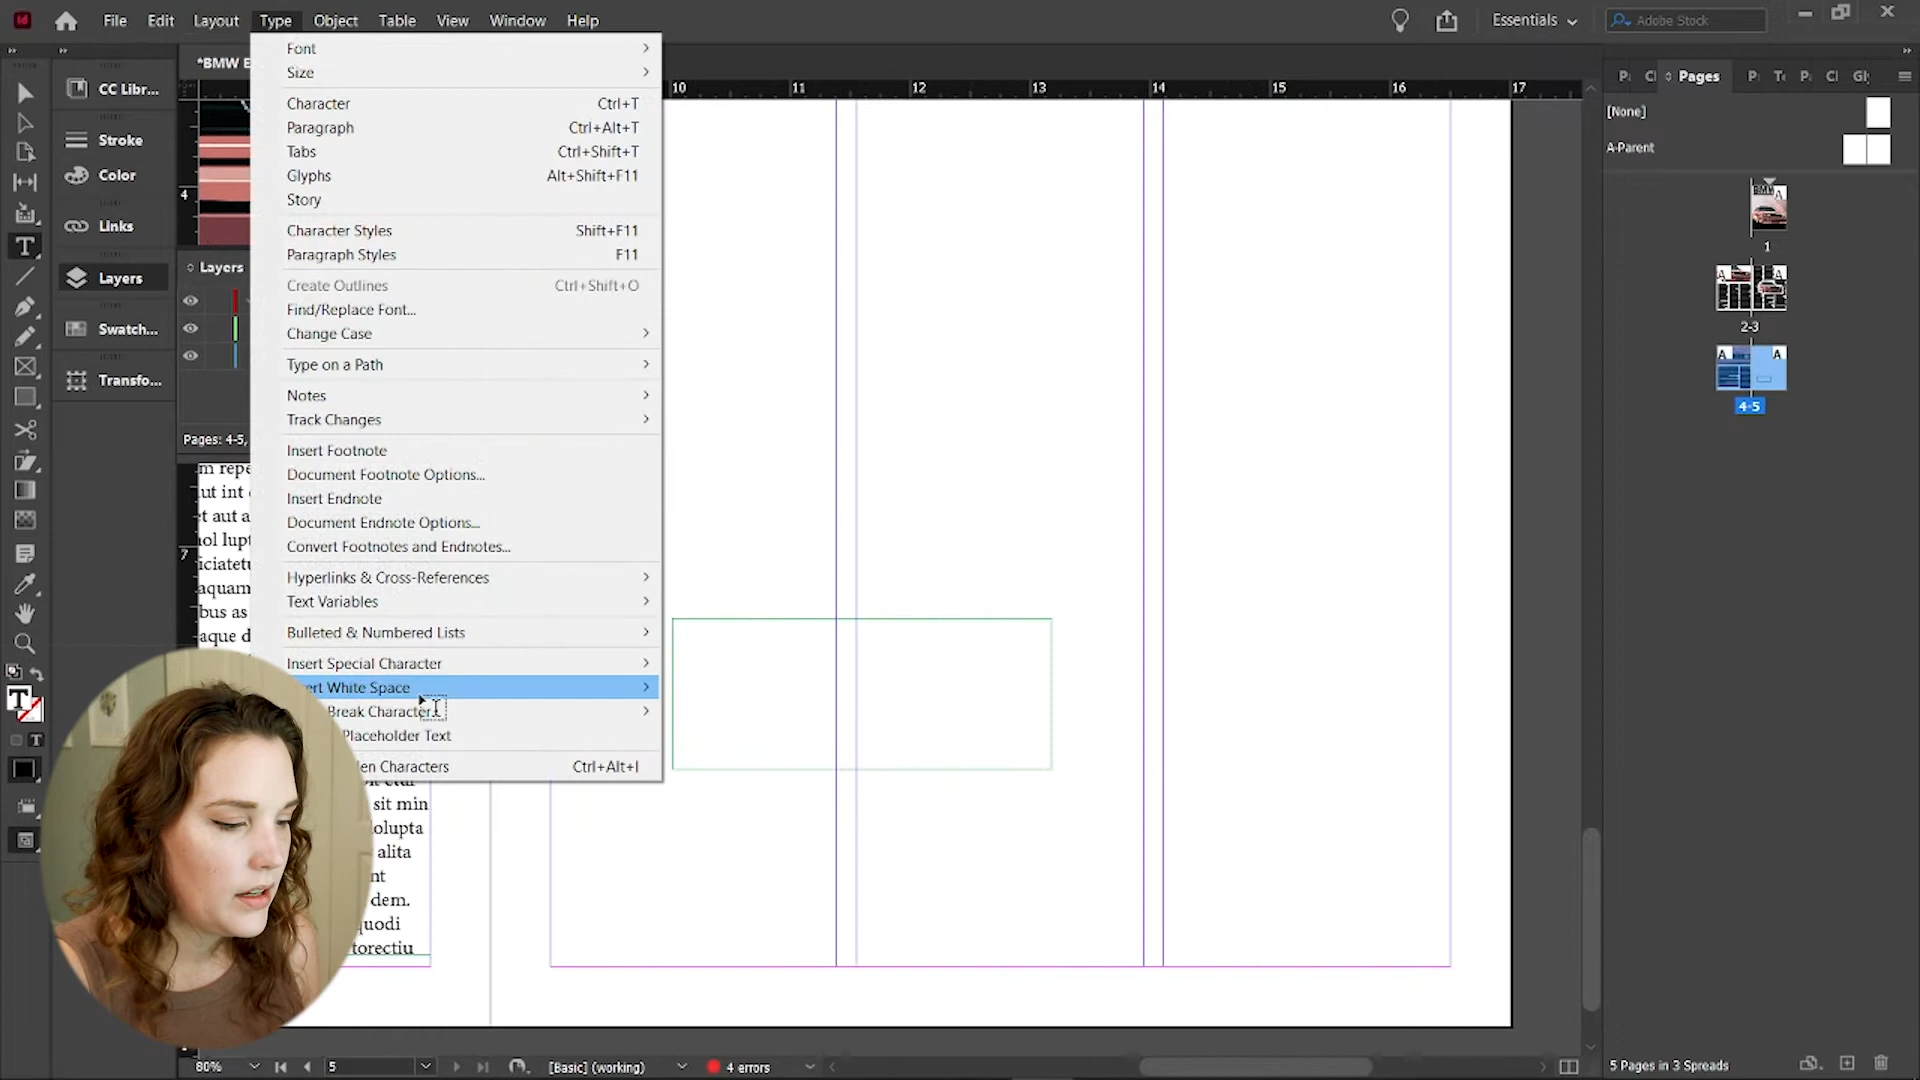 File Edit Layout Type Object Table View Window Help
Essentials
Adobe Stock
*BMW E
Font
Size
Character Ctrl+T
Paragraph Ctrl+Alt+T
Tabs Ctrl+Shift+T
Glyphs Alt+Shift+F11
Story
Character Styles Shift+F11
Paragraph Styles F11
Create Outlines Ctrl+Shift+O
Find/Replace Font...
Change Case
Type on a Path
Notes
Track Changes
Insert Footnote
Document Footnote Options...
Insert Endnote
Document Endnote Options...
Convert Footnotes and Endnotes...
Hyperlinks & Cross-References
Text Variables
Bulleted & Numbered Lists
Insert Special Character
ert White Space
Break Character
Placeholder Text
en Characters Ctrl+Alt+I
CC Libr...
Stroke
Color
Links
Layers
Swatch...
Transfo...
Layers
Pages: 4-5,
4
7
10 11 12 13 14 15 16 17
m repe
ut int
et aut a
nol lupt
iciatetu
aquam
bus as
aque d
sit min
olupta
alita
nt
dem.
quodi
torectiu
Pages
[None]
A-Parent
BMW
A
1
A A
2-3
A A
4-5
80%
5
[Basic] (working)
4 errors
5 Pages in 3 Spreads